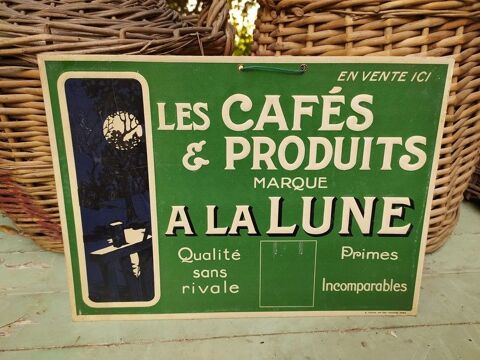 EN VENTE ICI
LES CAFÉS
& PRODUITS
MARQUE
A LA LUNE
Qualité
sans
rivale
Primes
Incomparables